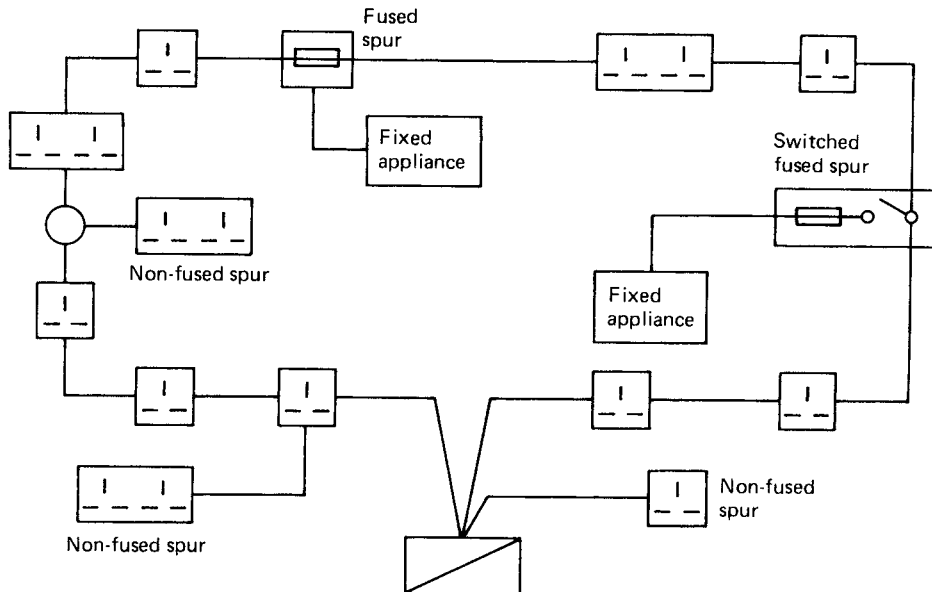 Fused
spur
Fixed
appliance
Switched
fused spur
Non-fused spur
Fixed
appliance
Non-fused
spur
Non-fused spur